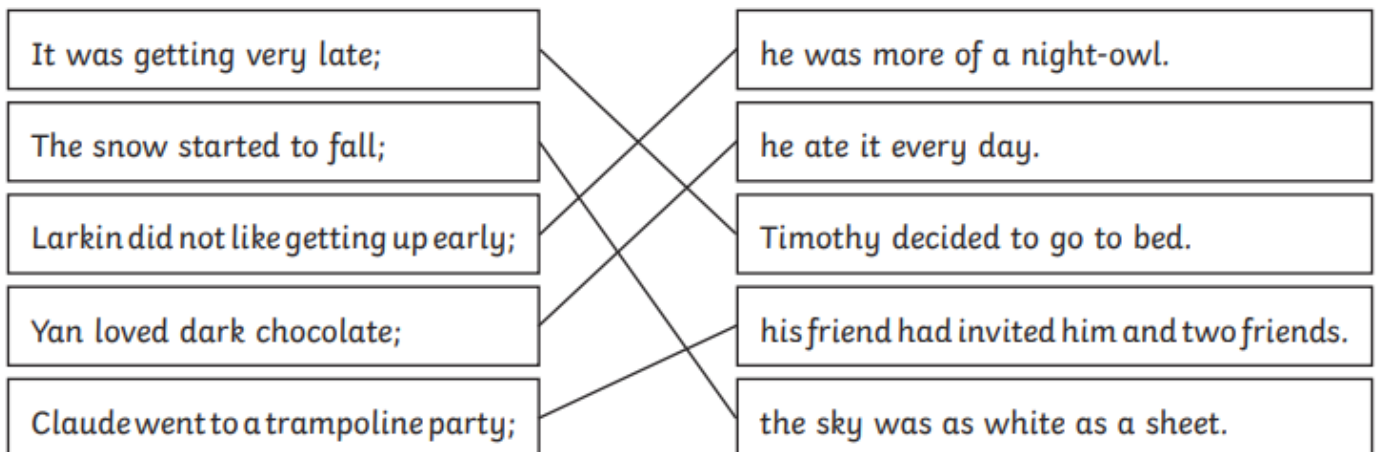 It was getting very late;
he was more of a night-owl.
The snow started to fall;
he ate it every day.
Larkin did not like getting up early;
Timothy decided to go to bed.
Yan loved dark chocolate;
his friend had invited him and two friends.
Claude went to a trampoline party;
the sky was as white as a sheet.